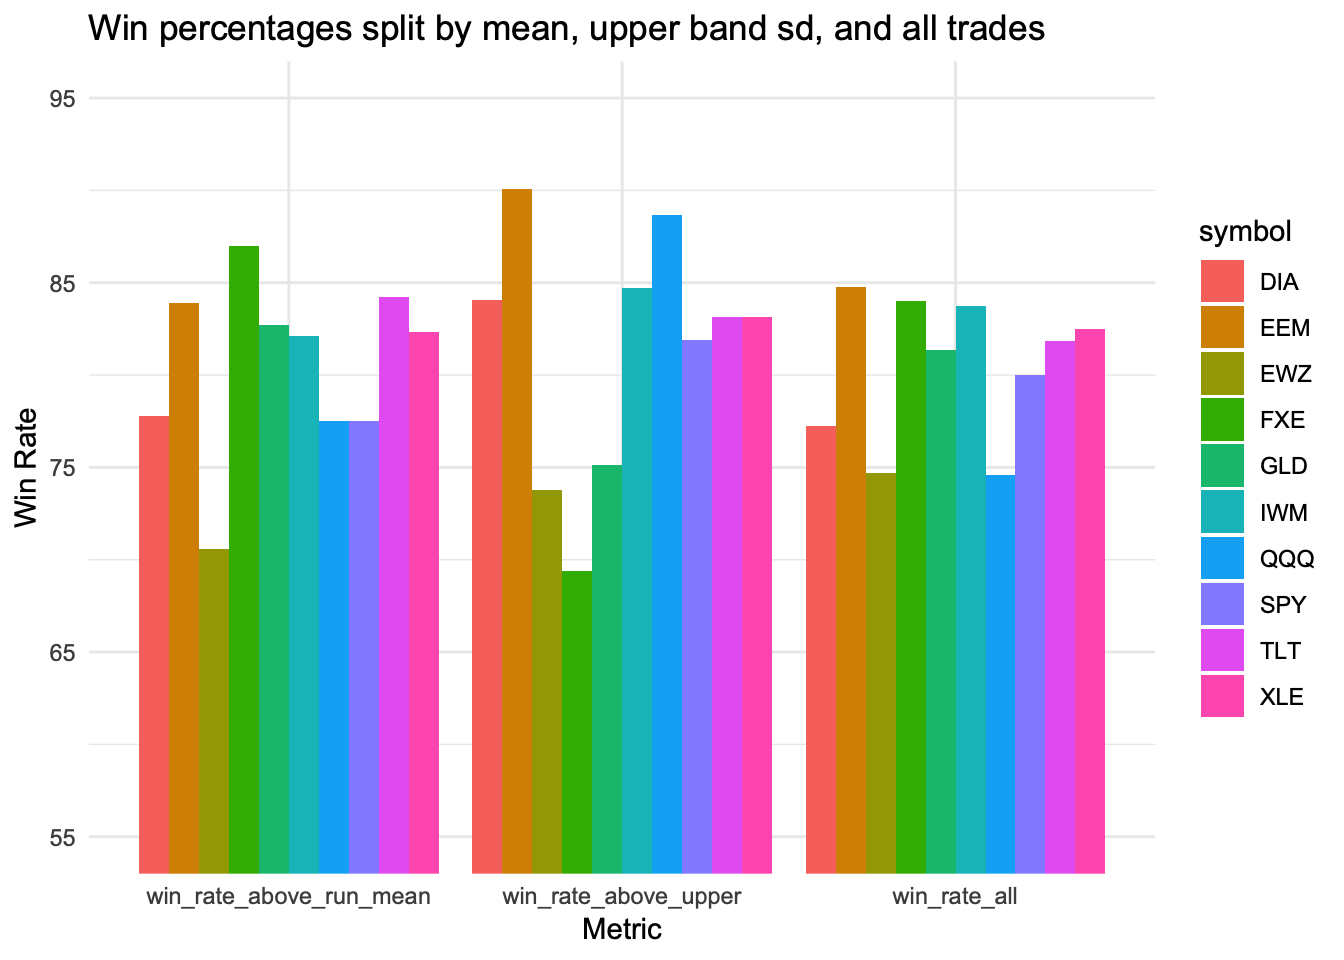 Win percentages split by mean, upper band sd, and all trades
Win Rate
95
85
75
65
55
win_rate_above_run_mean
win_rate_above_upper
win_rate_all
Metric
symbol
DIA
EEM
EWZ
FXE
GLD
IWM
QQQ
SPY
TLT
XLE